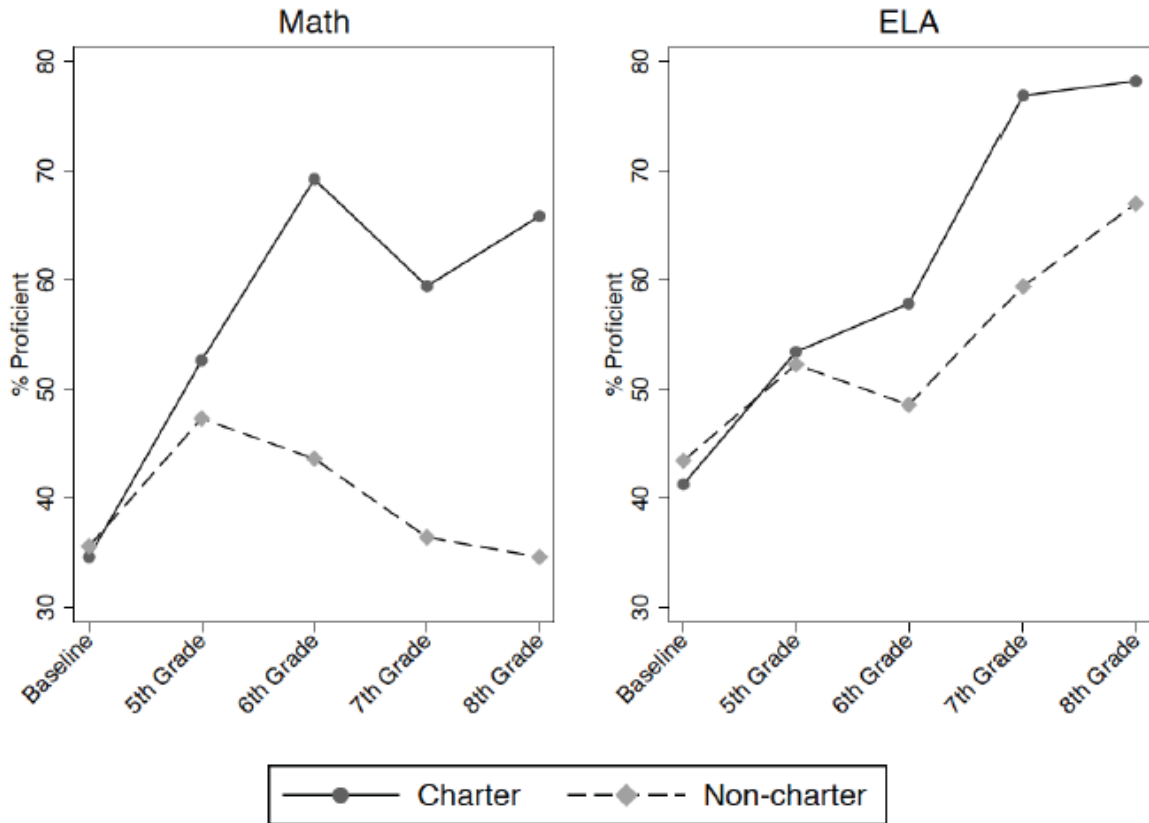 Math
80
70
60
50
40
30
% Proficient
Baseline
5th Grade
6th Grade
7th Grade
8th Grade
ELA
80
70
60
50
40
30
% Proficient
Baseline
5th Grade
6th Grade
7th Grade
8th Grade
Charter
Non-charter